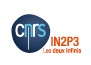 cnrs
IN2P3
Les deux infinis